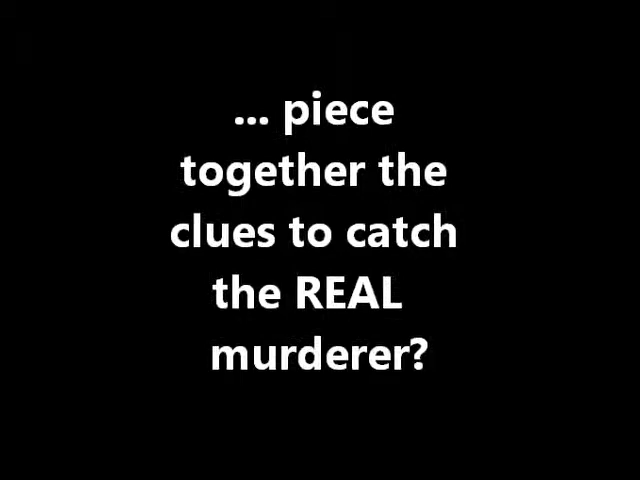 ... piece
together the
clues to catch
the REAL
murderer?